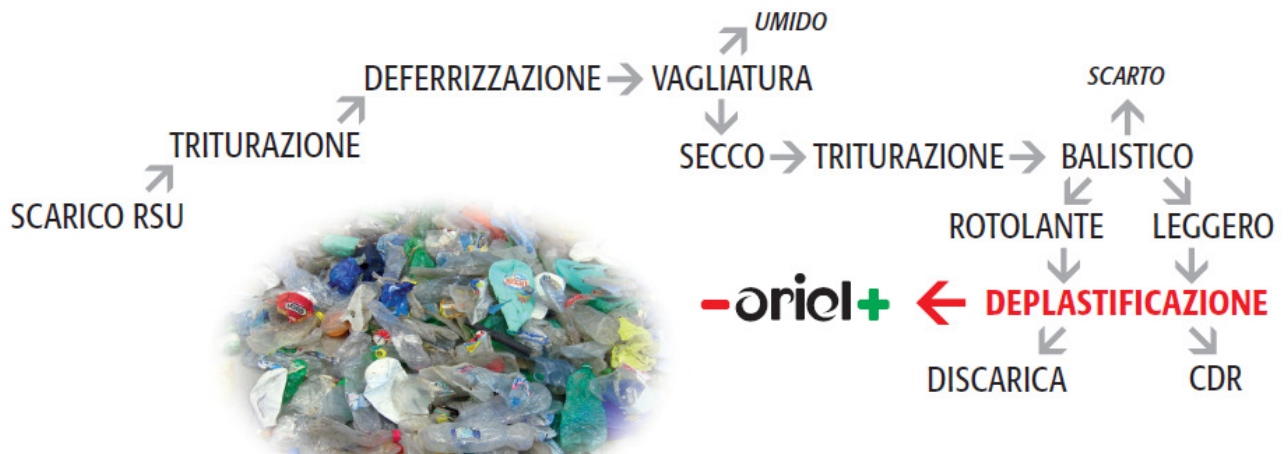 UMIDO
DEFERRIZZAZIONE → VAGLIATURA
SCARTO
TRITURAZIONE
SECCO → TRITURAZIONE → BALISTICO
SCARICO RSU
ROTOLANTE LEGGERO
- oriel + ← DEPLASTIFICAZIONE
DISCARICA CDR